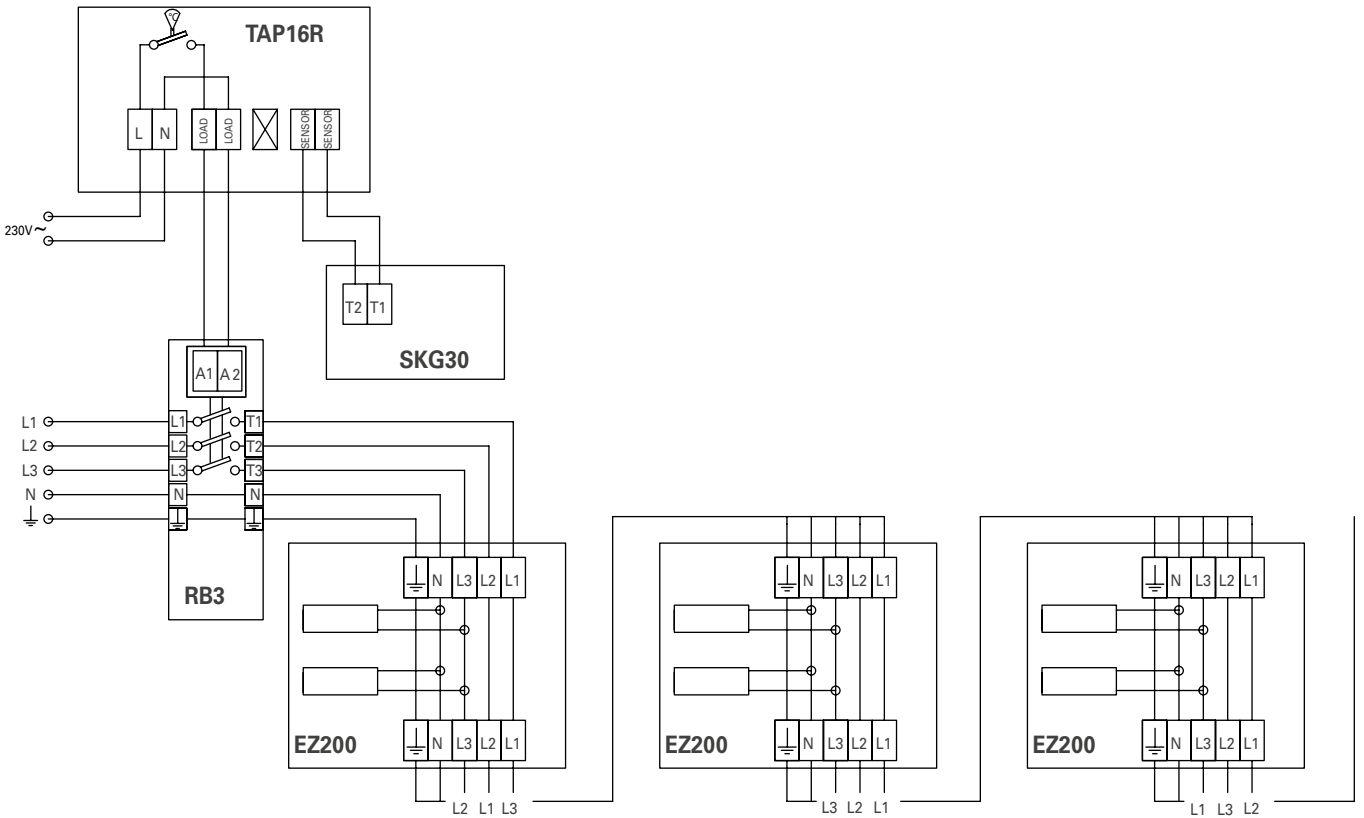 °C
TAP16R
L N LOAD LOAD SENSOR SENSOR
230V~
T2 T1
SKG30
A1 A2
L1 L1 T1
L2 L2 T2
L3 L3 T3
N N N
RB3
N L3 L2 L1
N L3 L2 L1
N L3 L2 L1
EZ200 N L3 L2 L1
EZ200 N L3 L2 L1
EZ200 N L3 L2 L1
L2 L1 L3
L3 L2 L1
L1 L3 L2